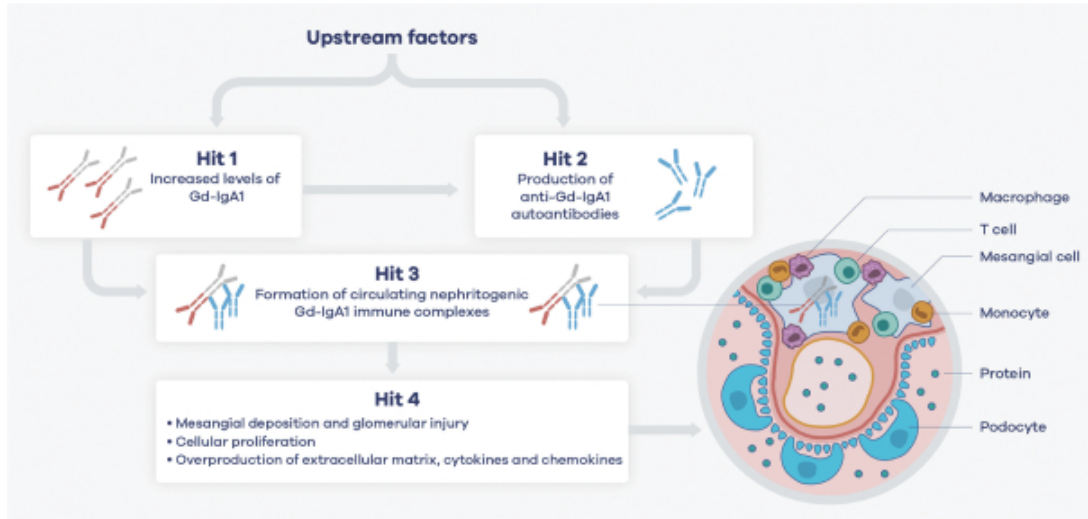 Upstream factors
Hit 1
Increased levels of
Gd-IgA1
Hit 2
Production of
anti-Gd-IgA1
autoantibodies
Hit 3
Formation of circulating nephritogenic
Gd-IgA1 immune complexes
Hit 4
• Mesangial deposition and glomerular injury
• Cellular proliferation
• Overproduction of extracellular matrix, cytokines and chemokines
Macrophage
T cell
Mesangial cell
Monocyte
Protein
Podocyte